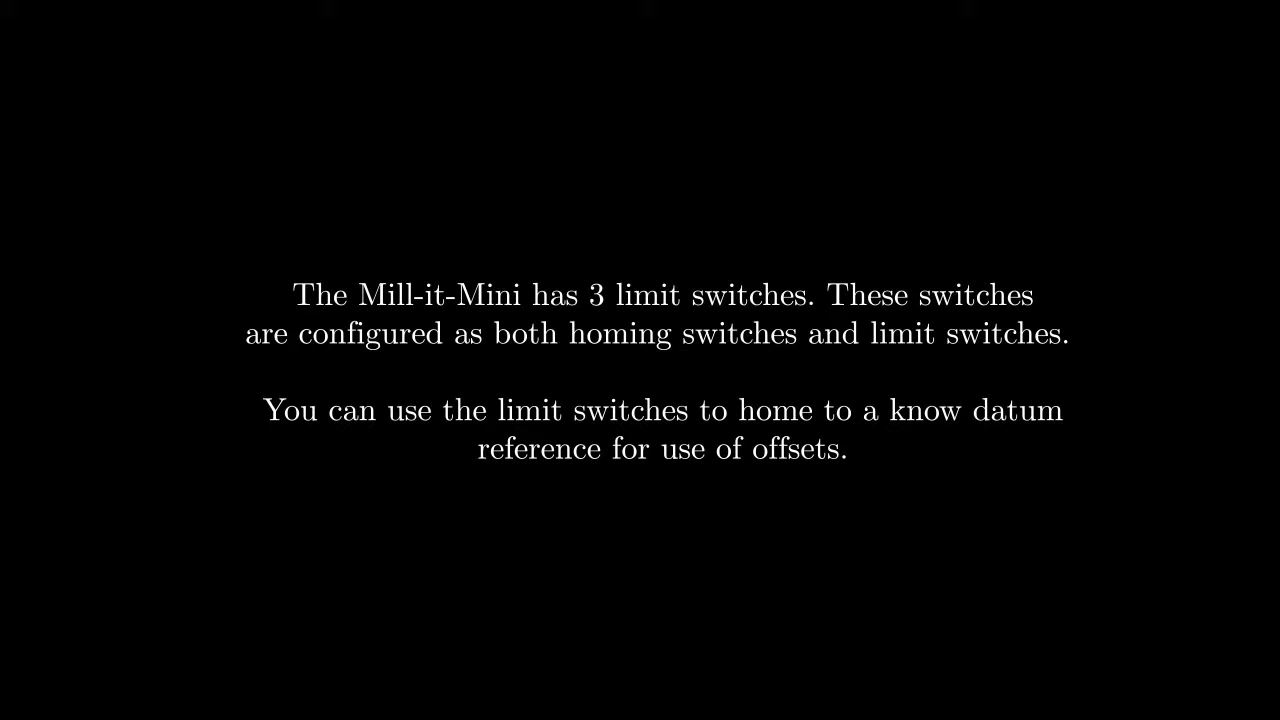 The Mill-it-Mini has 3 limit switches. These switches
are configured as both homing switches and limit switches.
You can use the limit switches to home to a know datum
reference for use of offsets.